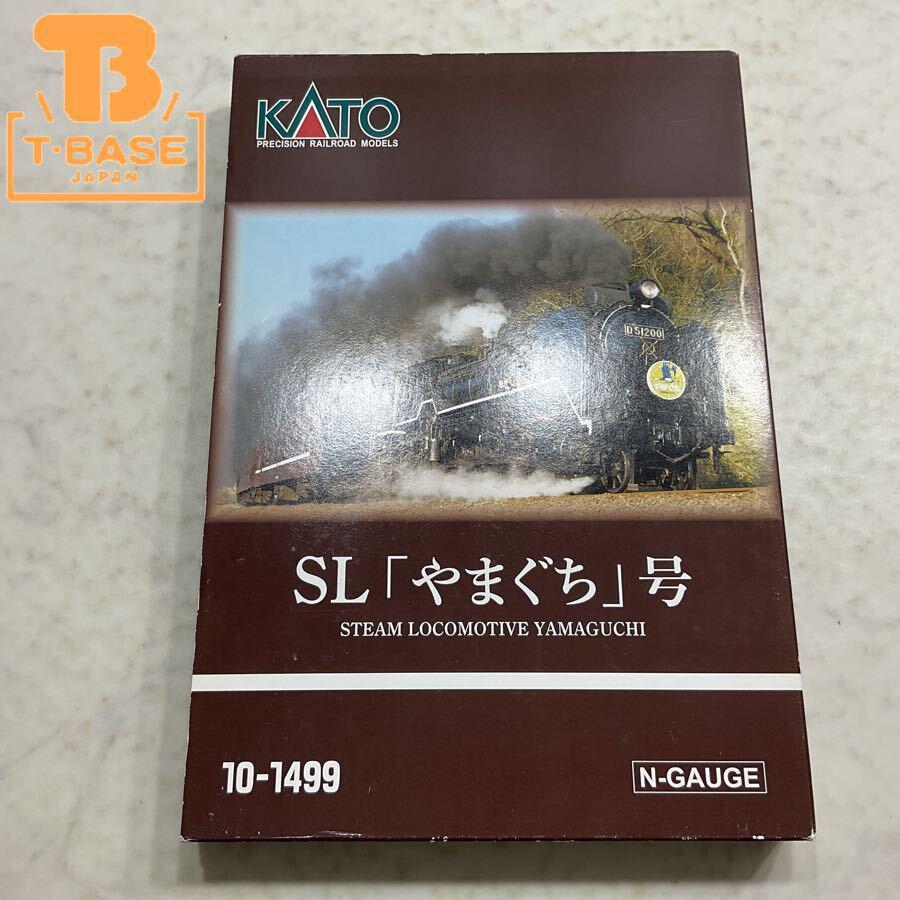 B
T·BASE
JAPAN
KATO
PRECISION RAILROAD MODELS
D51200
SL「やまぐち」号
STEAM LOCOMOTIVE YAMAGUCHI
10-1499
N-GAUGE